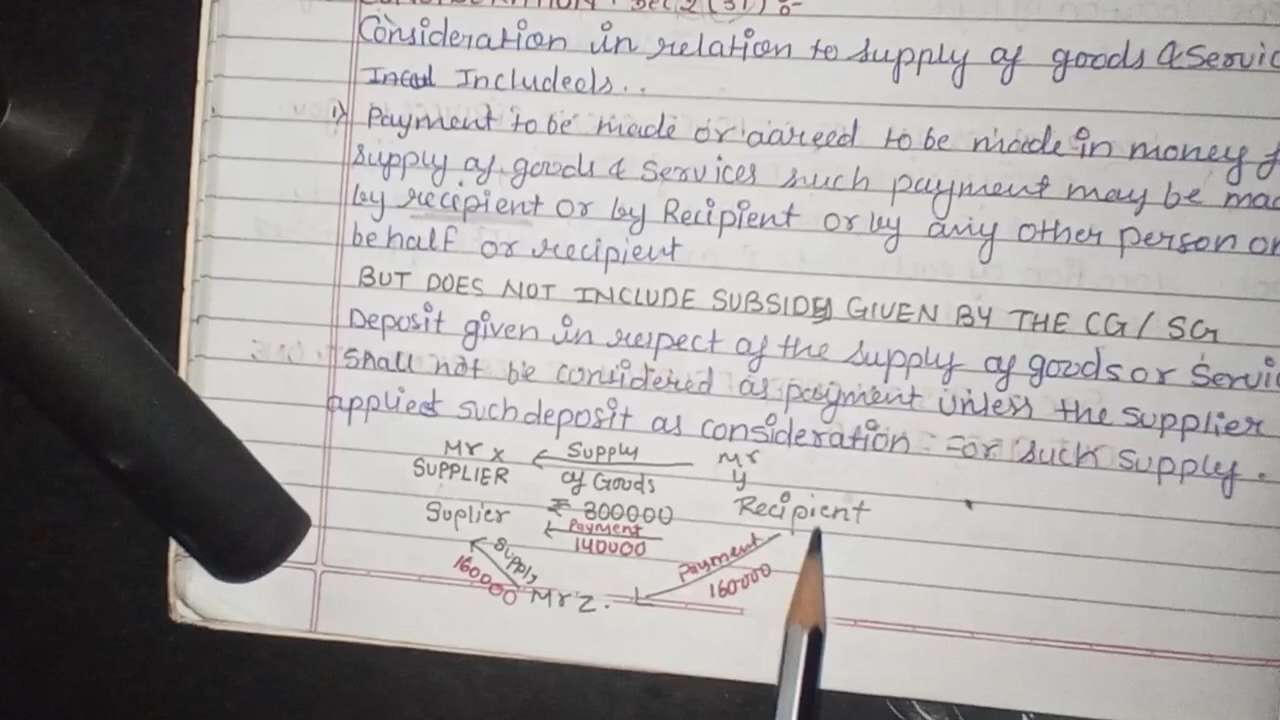 Sec 2 (31) :-
Consideration in relation to supply of goods & Servic
Includeds..
1) Payment to be made or aareed to be made in money f
supply of goods & Services such payment may be mad
by recipient or by Recipient or by any other person on
behalf or recipient
BUT DOES NOT INCLUDE SUBSIDY GIVEN BY THE CG / SG
Deposit given in respect of the supply of goods or Servic
Shall not be considered as payment unless the supplier
applied such deposit as consideration For such supply.
Mr X Supply Mr
SUPPLIER of Goods y
Suplier ₹ 300000 Recipient
Payment
140000
Supply Payment
160000 160000
Mr Z.